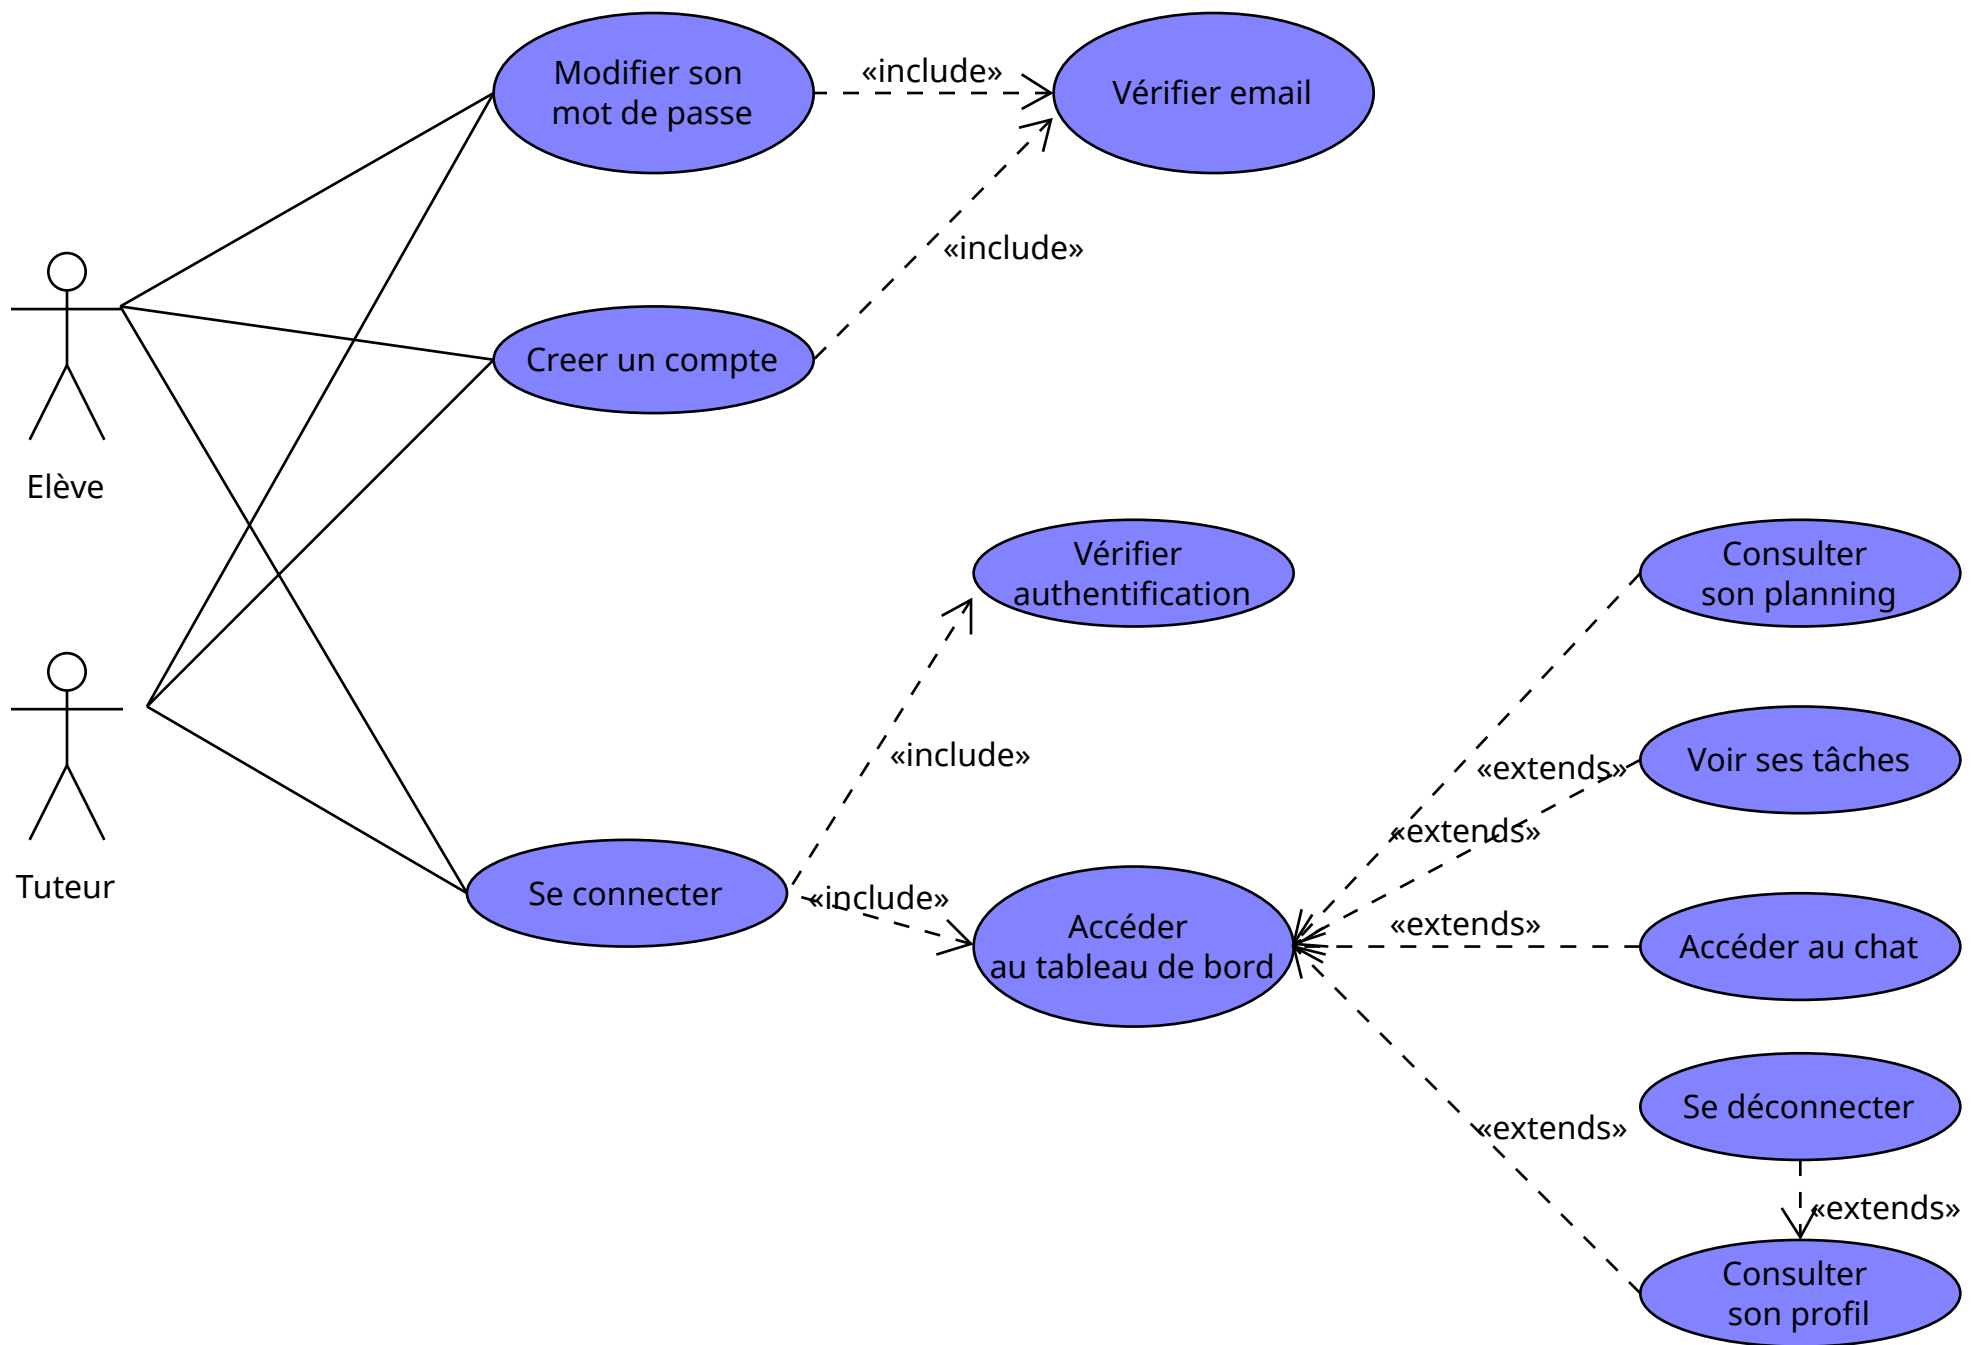 Modifier son
mot de passe
«include»
Vérifier email
«include»
Creer un compte
Elève
Vérifier
authentification
Consulter
son planning
«include»
«extends»
Voir ses tâches
«extends»
Tuteur
Se connecter
«include»
Accéder
au tableau de bord
«extends»
Accéder au chat
Se déconnecter
«extends»
«extends»
Consulter
son profil